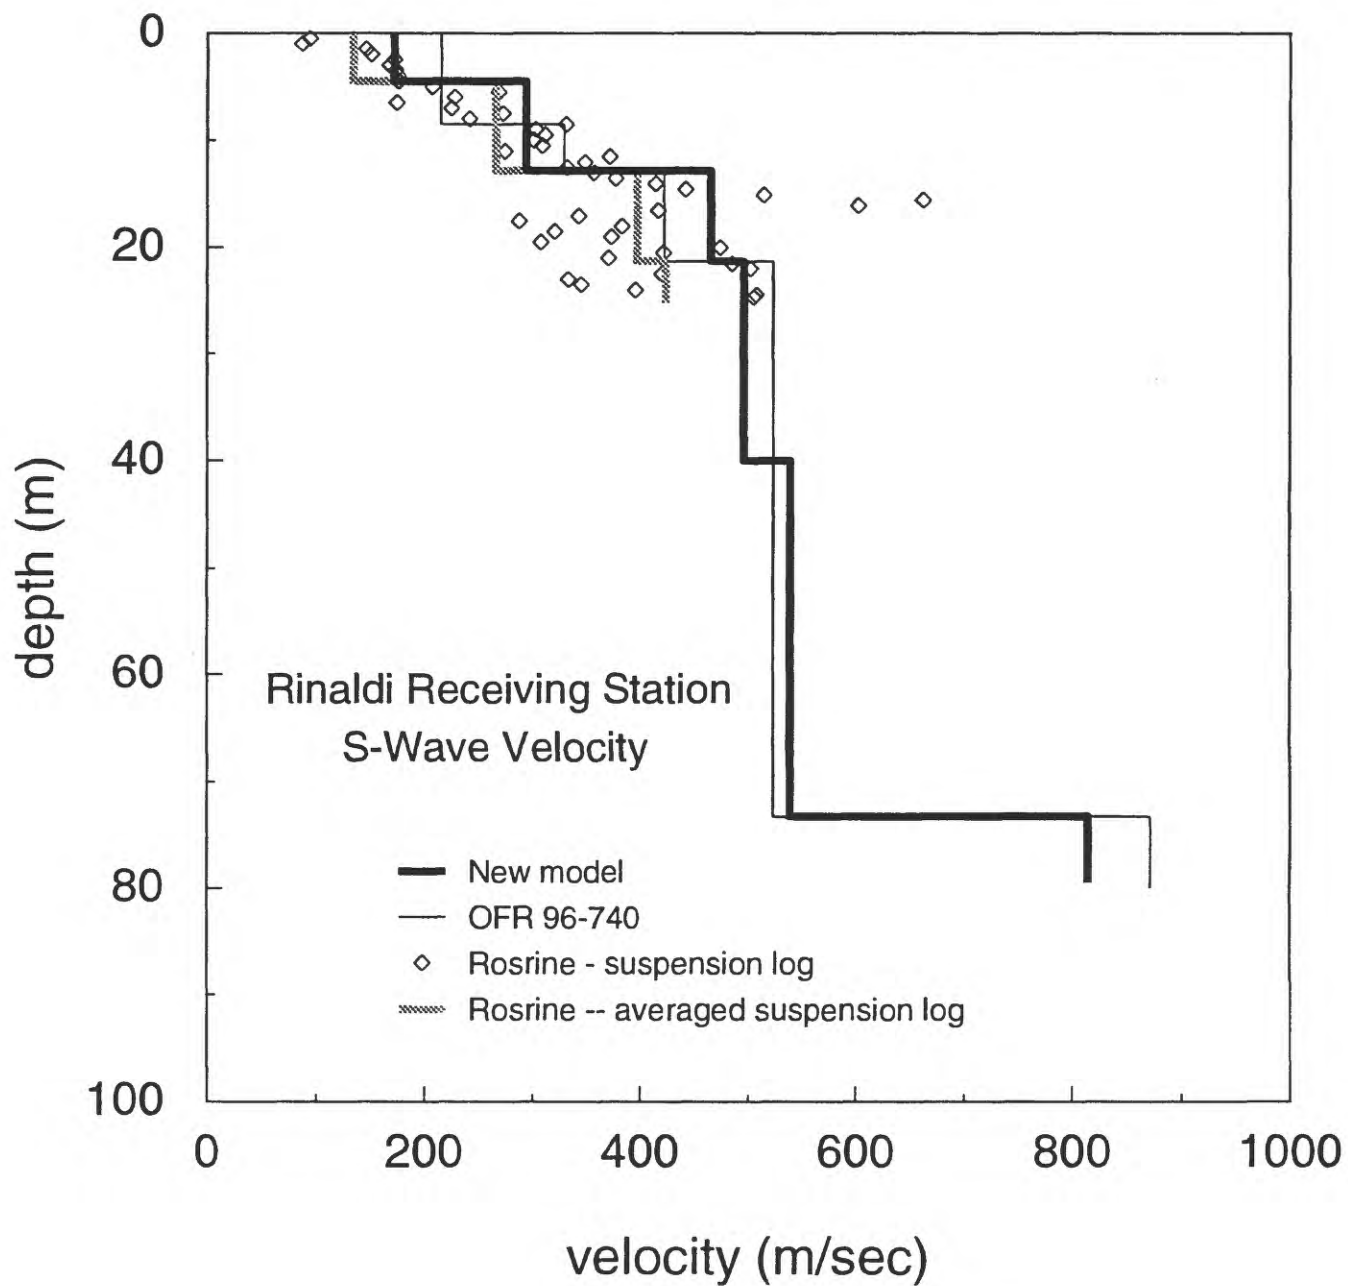 0
20
40
60
80
100
depth (m)
Rinaldi Receiving Station
S-Wave Velocity
New model
OFR 96-740
Rosrine - suspension log
Rosrine -- averaged suspension log
0 200 400 600 800 1000
velocity (m/sec)